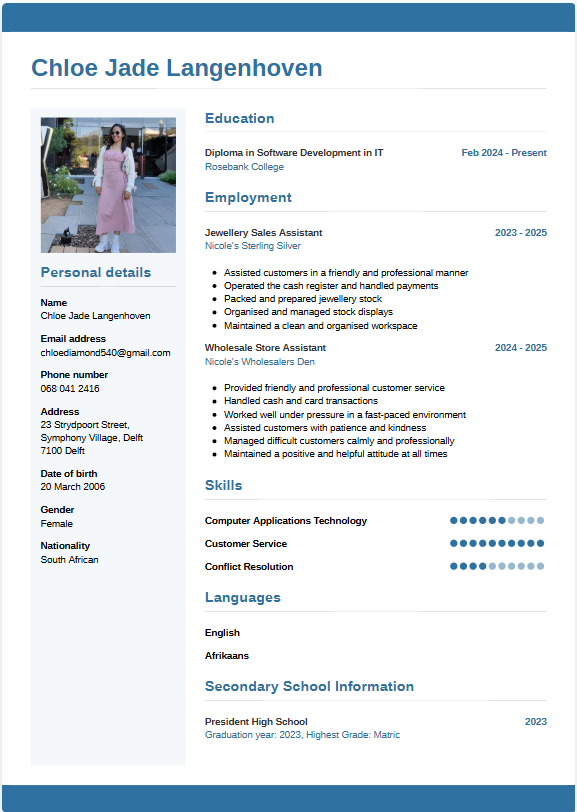 Chloe Jade Langenhoven
Personal details
Name
Chloe Jade Langenhoven
Email address
chloediamond540@gmail.com
Phone number
068 041 2416
Address
23 Strydpoort Street,
Symphony Village, Delft
7100 Delft
Date of birth
20 March 2006
Gender
Female
Nationality
South African
Education
Diploma in Software Development in IT Feb 2024 - Present
Rosebank College
Employment
Jewellery Sales Assistant 2023 - 2025
Nicole's Sterling Silver
• Assisted customers in a friendly and professional manner
• Operated the cash register and handled payments
• Packed and prepared jewellery stock
• Organised and managed stock displays
• Maintained a clean and organised workspace
Wholesale Store Assistant 2024 - 2025
Nicole's Wholesalers Den
• Provided friendly and professional customer service
• Handled cash and card transactions
• Worked well under pressure in a fast-paced environment
• Assisted customers with patience and kindness
• Managed difficult customers calmly and professionally
• Maintained a positive and helpful attitude at all times
Skills
Computer Applications Technology
Customer Service
Conflict Resolution
Languages
English
Afrikaans
Secondary School Information
President High School 2023
Graduation year: 2023, Highest Grade: Matric